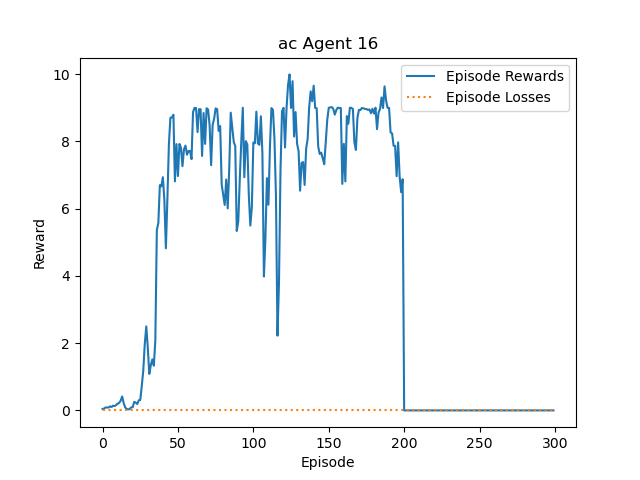 ac Agent 16
Episode Rewards
Episode Losses
Reward
10
8
6
4
2
0
0 50 100 150 200 250 300
Episode